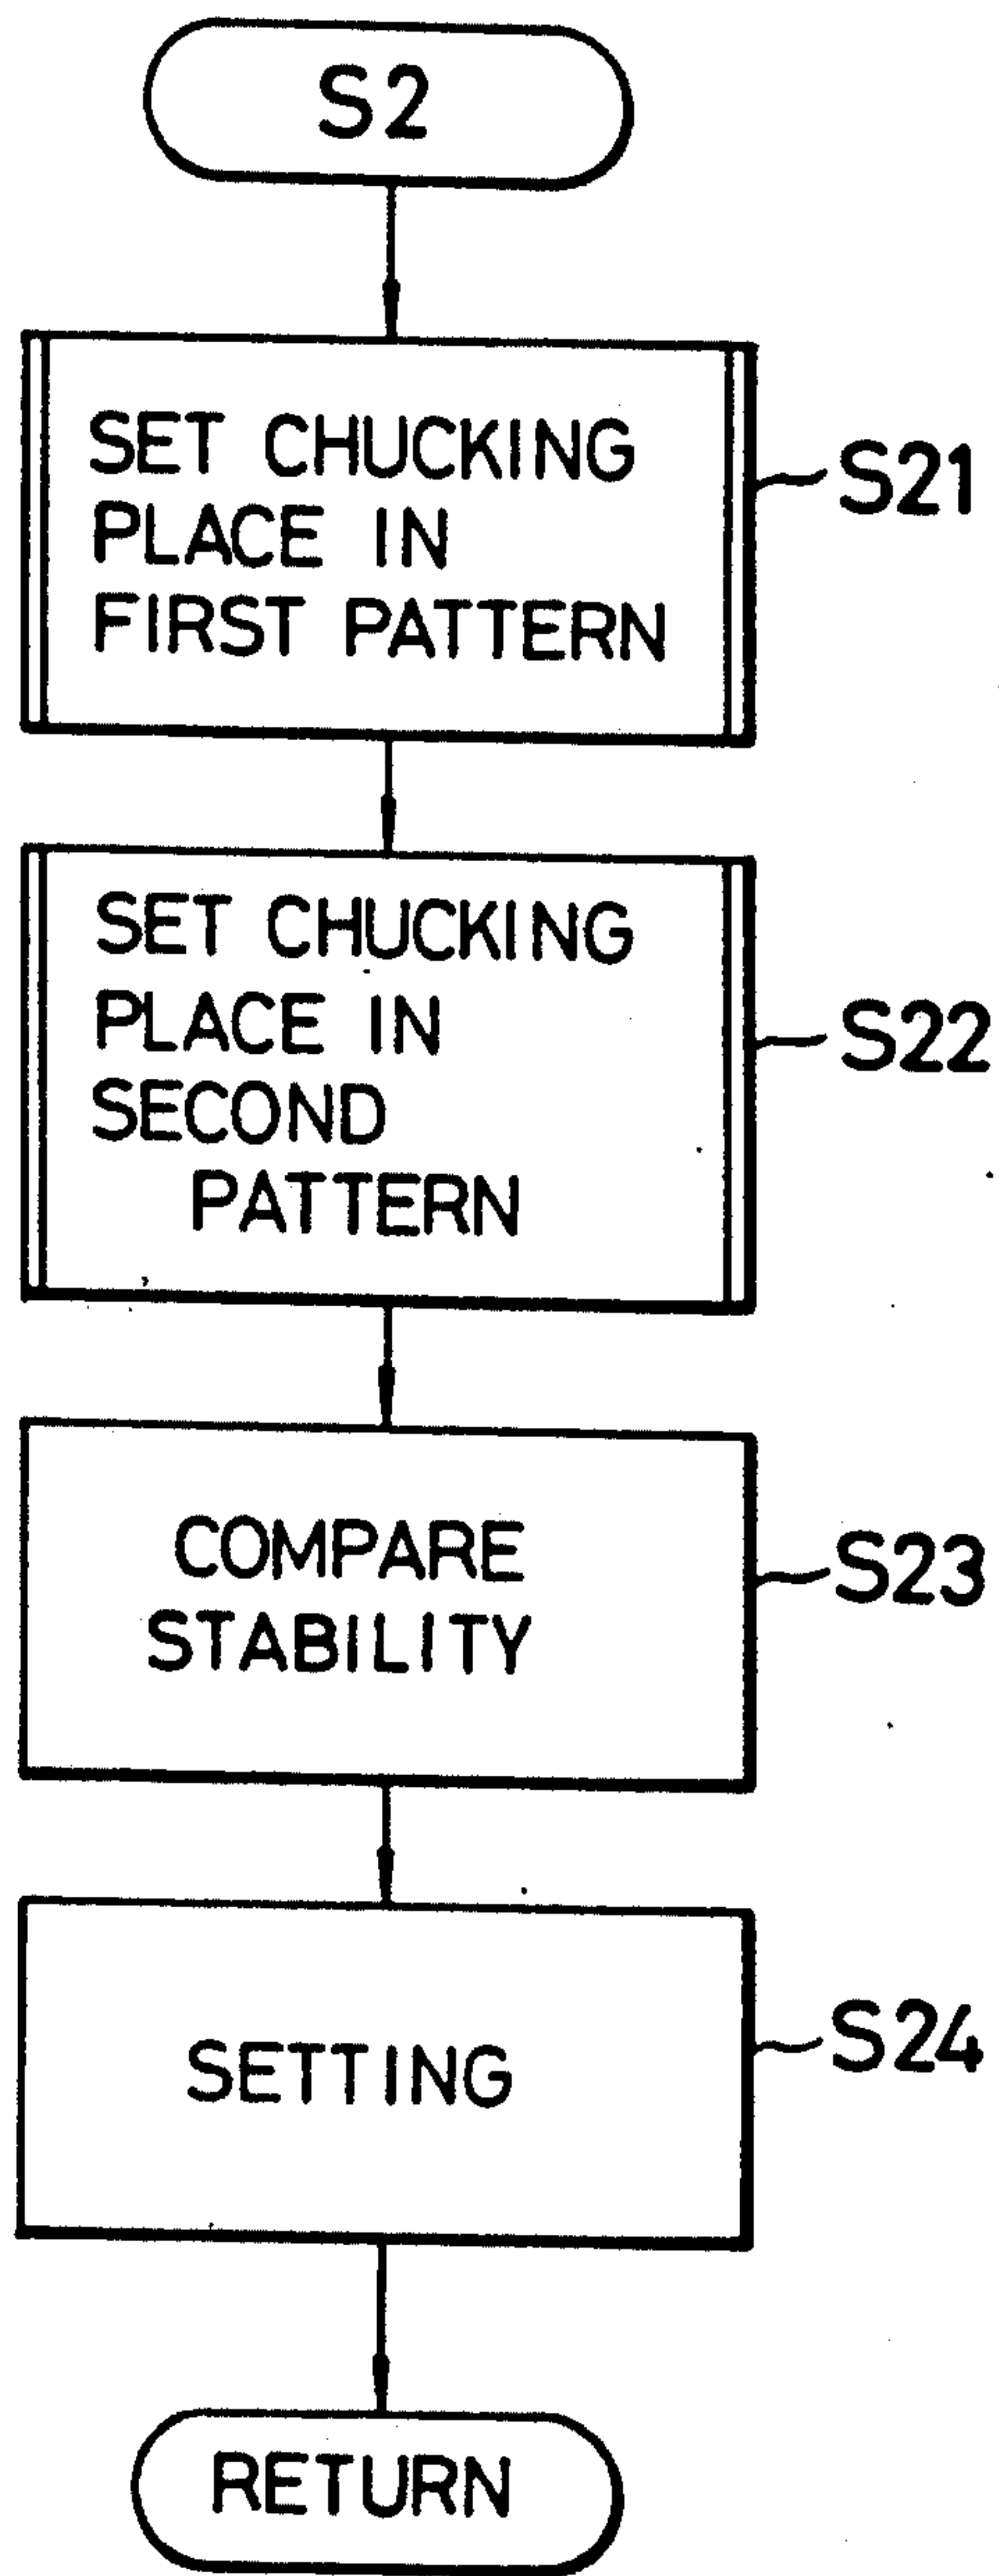 S2
SET CHUCKING
PLACE IN
FIRST PATTERN
S21
SET CHUCKING
PLACE IN
SECOND
PATTERN
S22
COMPARE
STABILITY
S23
SETTING
S24
RETURN